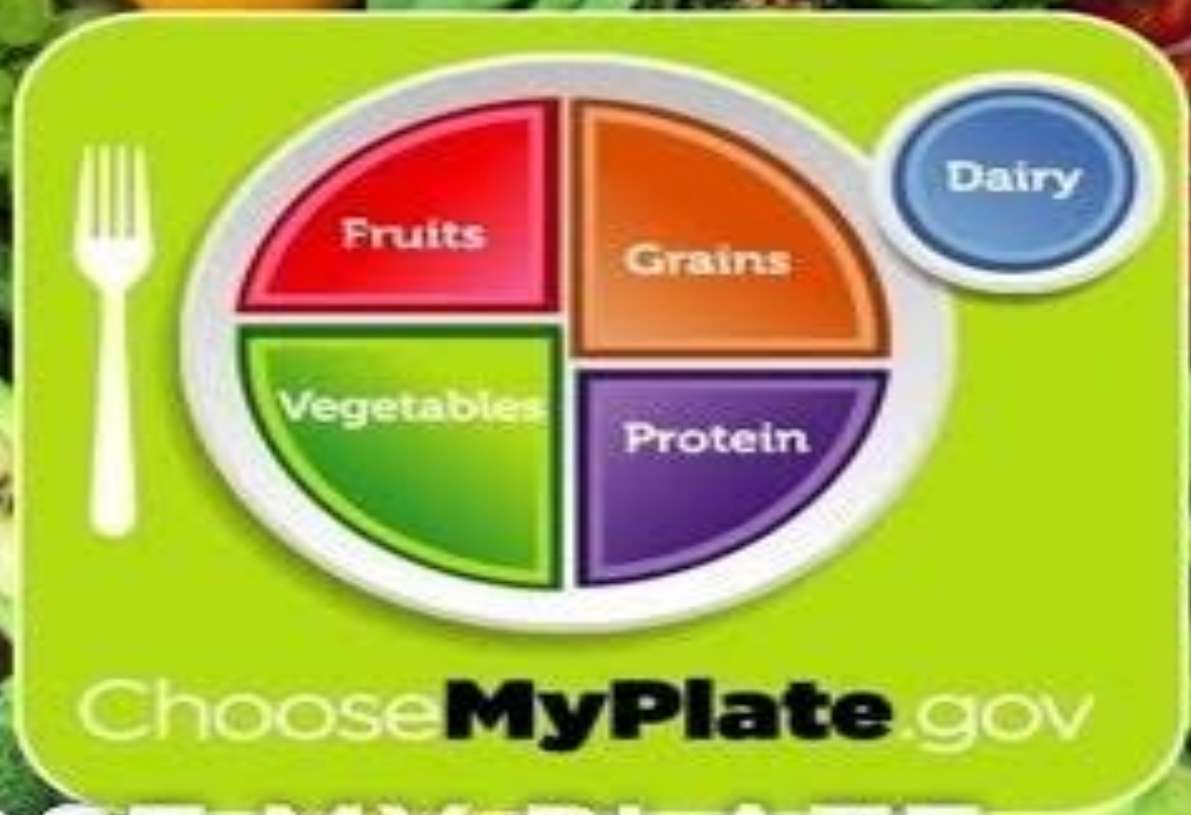 Dairy
Fruits
Grains
Vegetables
Protein
ChooseMyPlate.gov